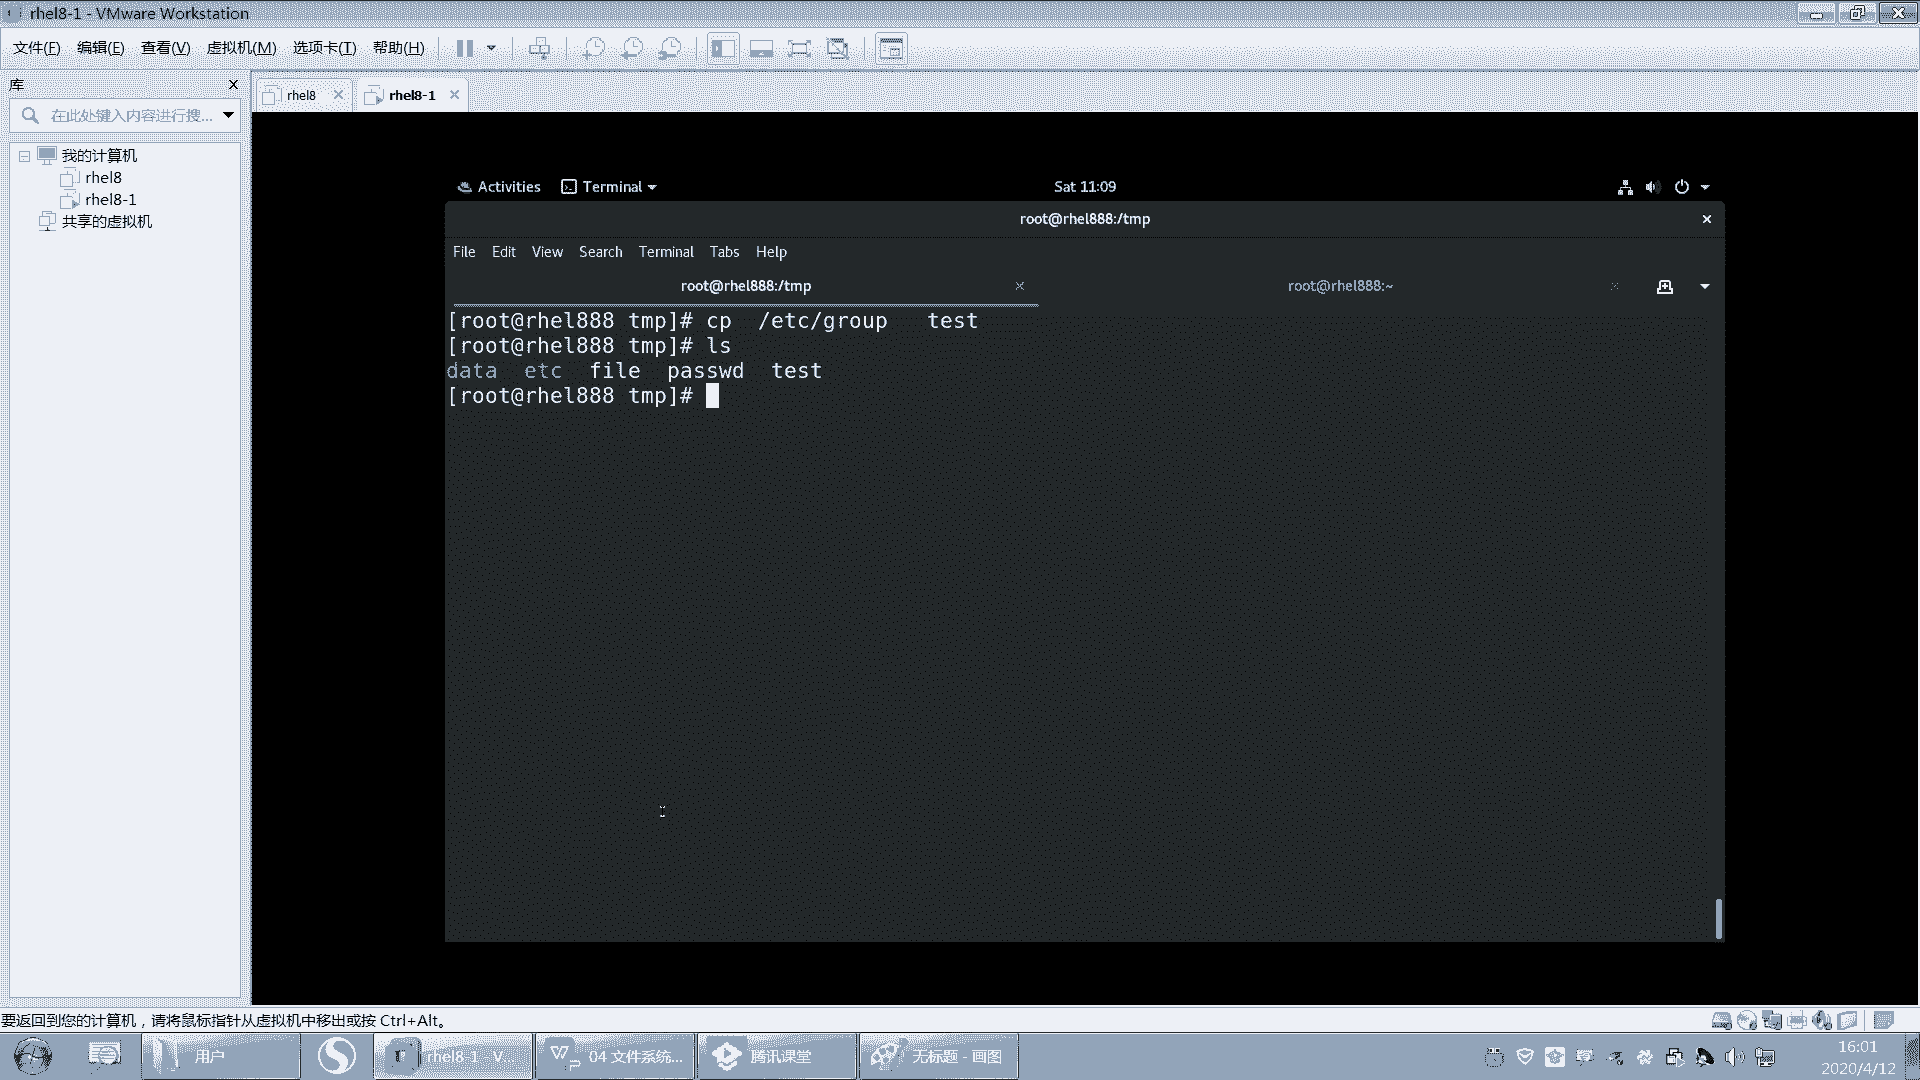 rhel8-1 - VMware Workstation
文件(F) 编辑(E) 查看(V) 虚拟机(M) 选项卡(T) 帮助(H)
库
在此处键入内容进行搜...
我的计算机
rhel8
rhel8-1
共享的虚拟机
rhel8 rhel8-1
Activities Terminal Sat 11:09
root@rhel888:/tmp
File Edit View Search Terminal Tabs Help
root@rhel888:/tmp root@rhel888:~
[root@rhel888 tmp]# cp  /etc/group   test
[root@rhel888 tmp]# ls
data  etc  file  passwd  test
[root@rhel888 tmp]#
要返回到您的计算机，请将鼠标指针从虚拟机中移出或按 Ctrl+Alt。
用户 rhel8-1 - V... 04 文件系统... 腾讯课堂 无标题 - 画图
16:01
2020/4/12